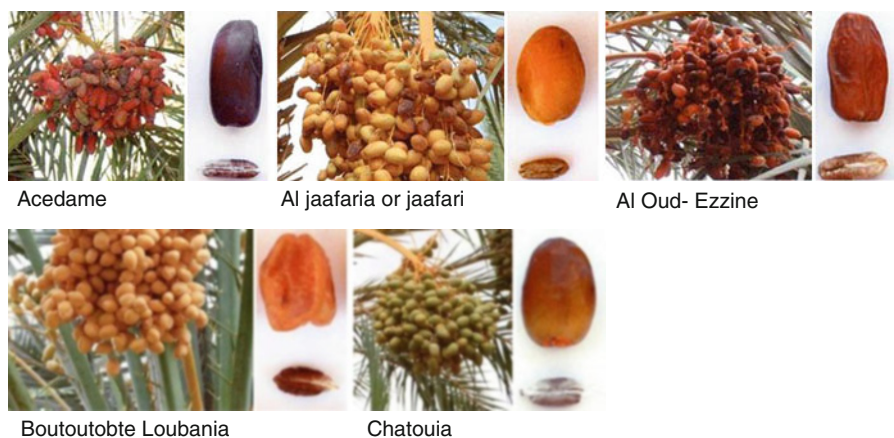 Acedame
Al jaafaria or jaafari
Al Oud- Ezzine
Boutoutobte Loubania
Chatouia